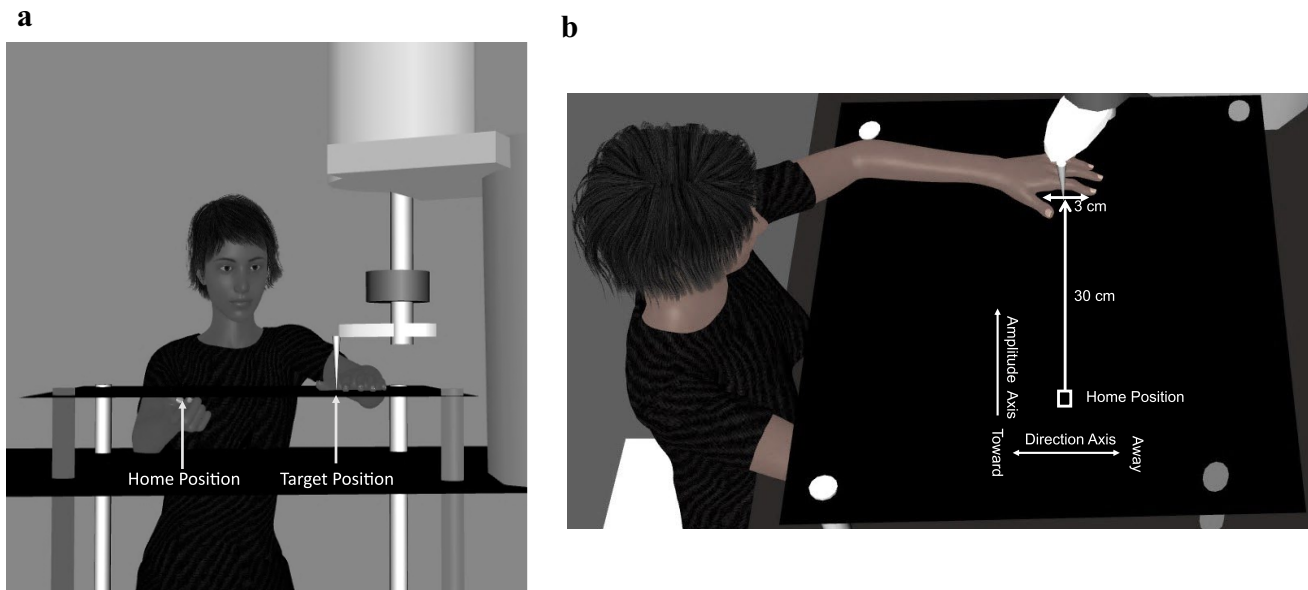 a
Home Position
Target Position
b
3 cm
30 cm
Amplitude Axis
Home Position
Toward
Direction Axis
Away